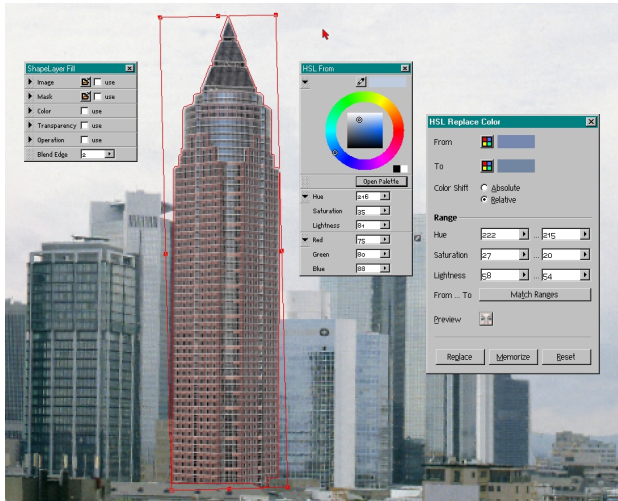 ShapeLayer Fill
Image use
Mask use
Color use
Transparency use
Operation use
Blend Edge 2
HSL From
Open Palette
Hue 216
Saturation 35
Lightness 81
Red 75
Green 80
Blue 88
HSL Replace Color
From
To
Color Shift Absolute
Relative
Range
Hue 222 ... 215
Saturation 27 ... 20
Lightness 58 ... 54
From ... To Match Ranges
Preview
Replace Memorize Reset